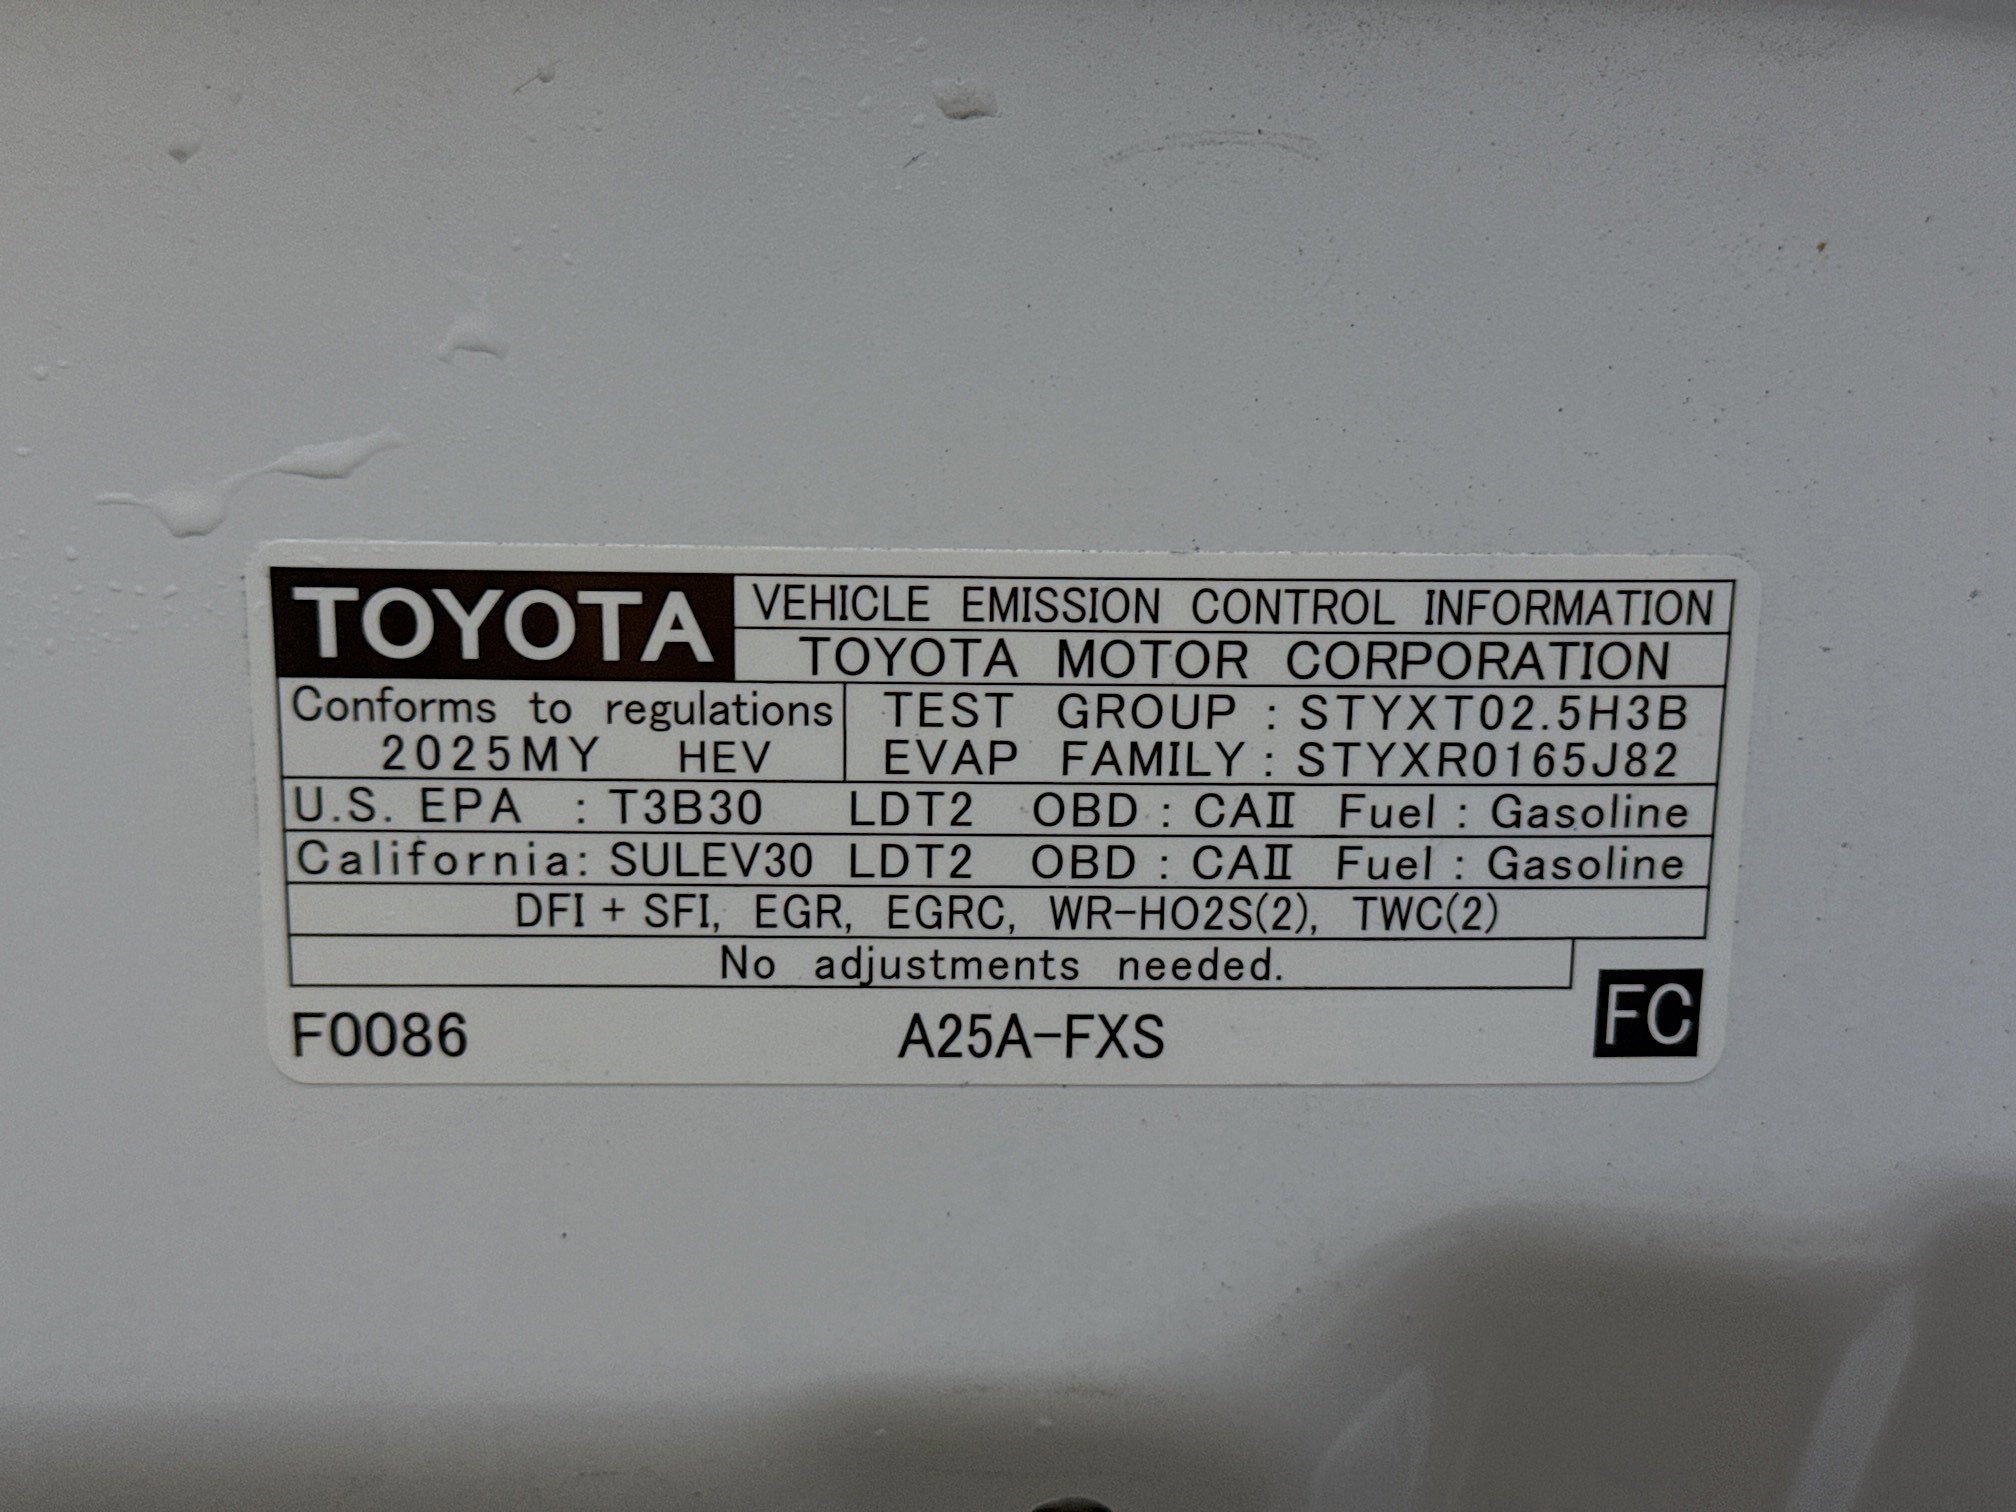 TOYOTA VEHICLE EMISSION CONTROL INFORMATION
TOYOTA MOTOR CORPORATION
Conforms to regulations
2025MY HEV
TEST GROUP : STYXT02.5H3B
EVAP FAMILY : STYXR0165J82
U.S. EPA : T3B30 LDT2 OBD : CAⅡ Fuel : Gasoline
California: SULEV30 LDT2 OBD : CAⅡ Fuel : Gasoline
DFI + SFI, EGR, EGRC, WR-HO2S(2), TWC(2)
No adjustments needed.
F0086 A25A-FXS FC